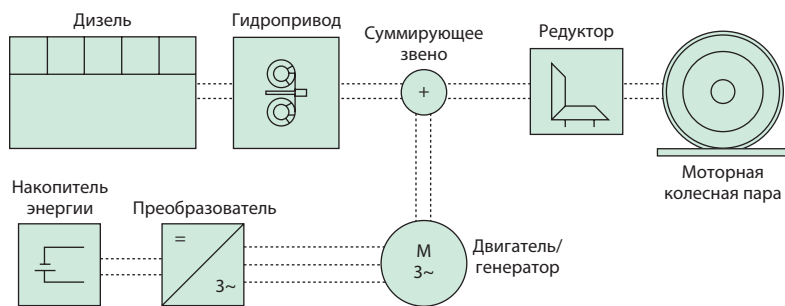 Дизель
Гидропривод
Суммирующее
звено
Редуктор
+
Моторная
колесная пара
Накопитель
энергии
Преобразователь
=
3~
M
3~
Двигатель/
генератор